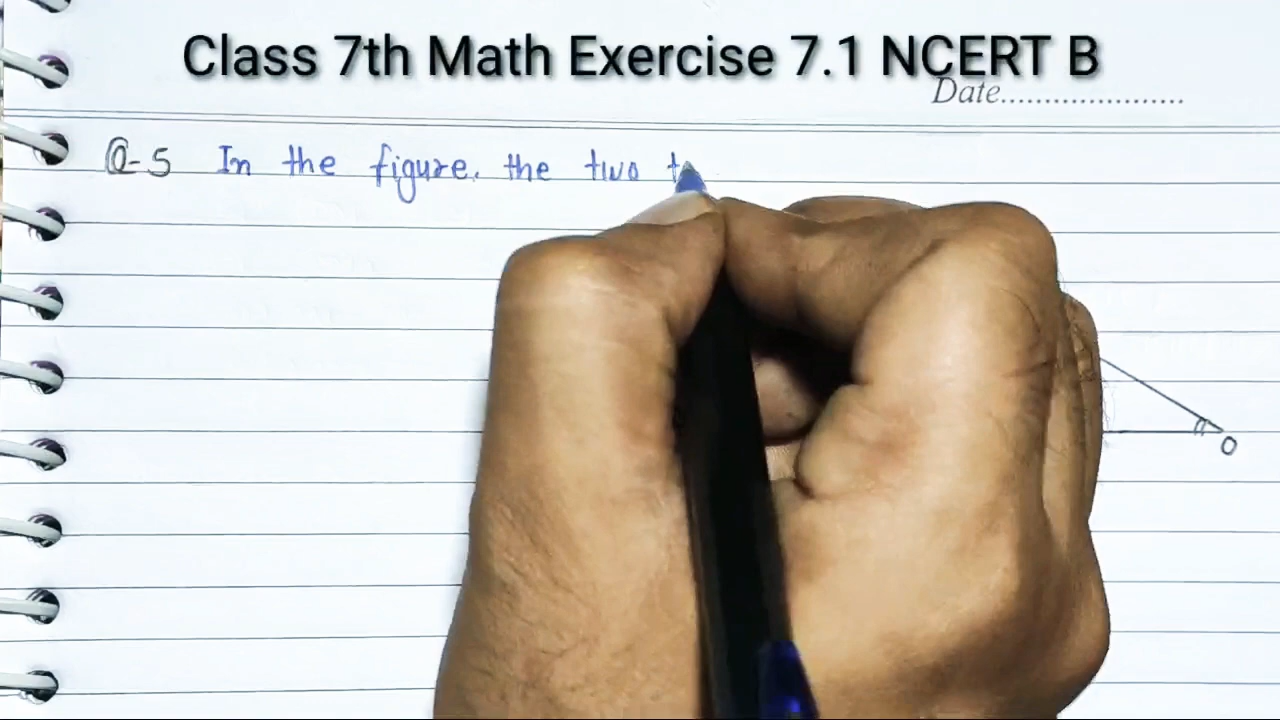 Class 7th Math Exercise 7.1 NCERT B
Date.....................
Q-5 In the figure. the two t
O